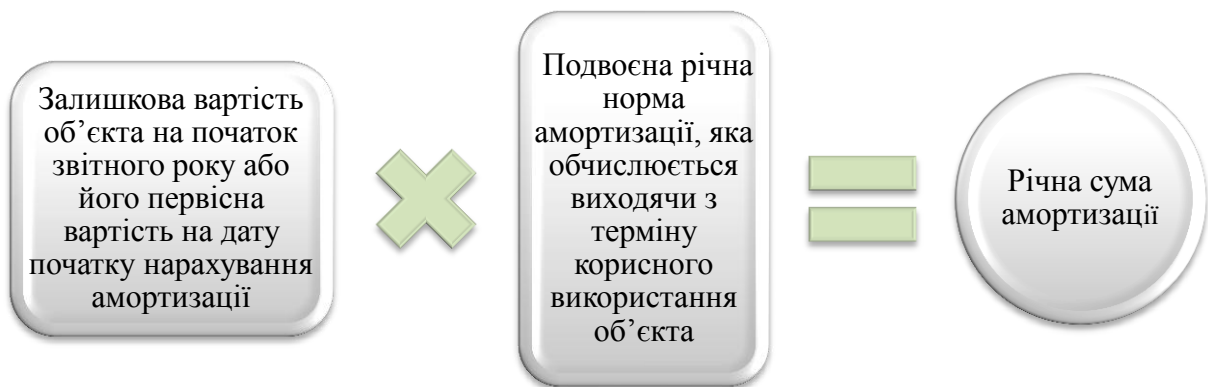 Залишкова вартість
об’єкта на початок
звітного року або
його первісна
вартість на дату
початку нарахування
амортизації
Подвоєна річна
норма
амортизації, яка
обчислюється
виходячи з
терміну
корисного
використання
об’єкта
Річна сума
амортизації